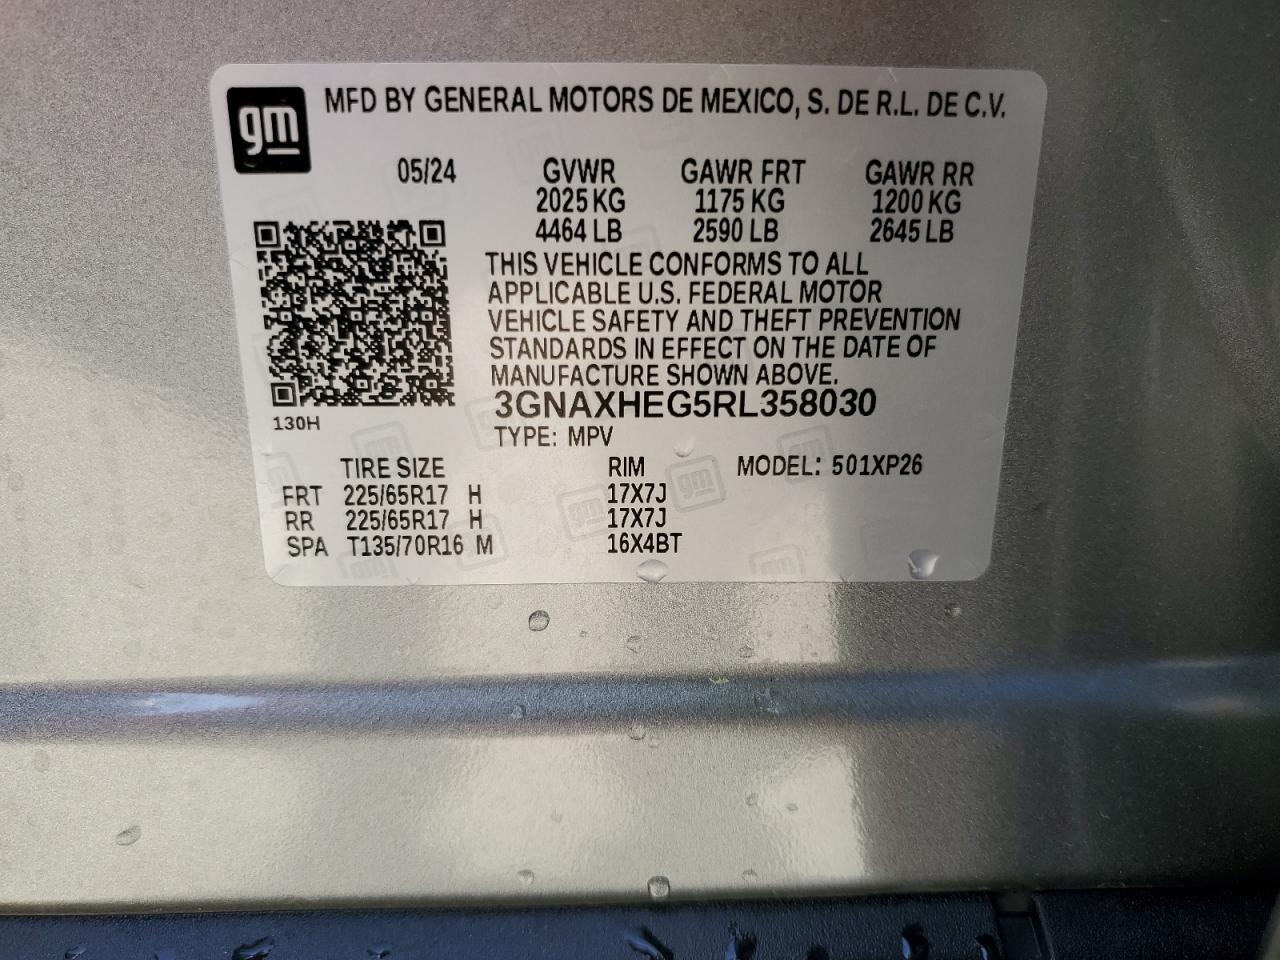 gm
MFD BY GENERAL MOTORS DE MEXICO, S. DE R.L. DE C.V.
05/24 GVWR GAWR FRT GAWR RR
2025 KG 1175 KG 1200 KG
4464 LB 2590 LB 2645 LB
THIS VEHICLE CONFORMS TO ALL
APPLICABLE U.S. FEDERAL MOTOR
VEHICLE SAFETY AND THEFT PREVENTION
STANDARDS IN EFFECT ON THE DATE OF
MANUFACTURE SHOWN ABOVE.
3GNAXHEG5RL358030
130H
TYPE: MPV
TIRE SIZE RIM MODEL: 501XP26
FRT 225/65R17 H 17X7J
RR 225/65R17 H 17X7J
SPA T135/70R16 M 16X4BT